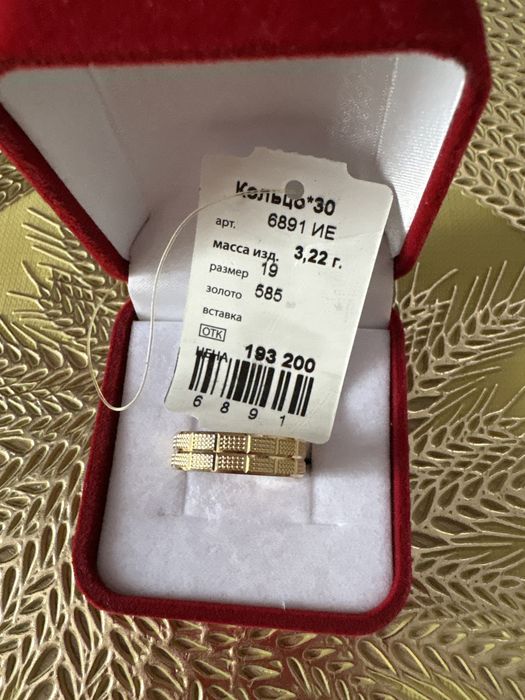 Кольцо*30
арт. 6891 ИЕ
масса изд. 3,22 г.
размер 19
золото 585
вставка
ОТК
ЦЕНА 193 200
6891